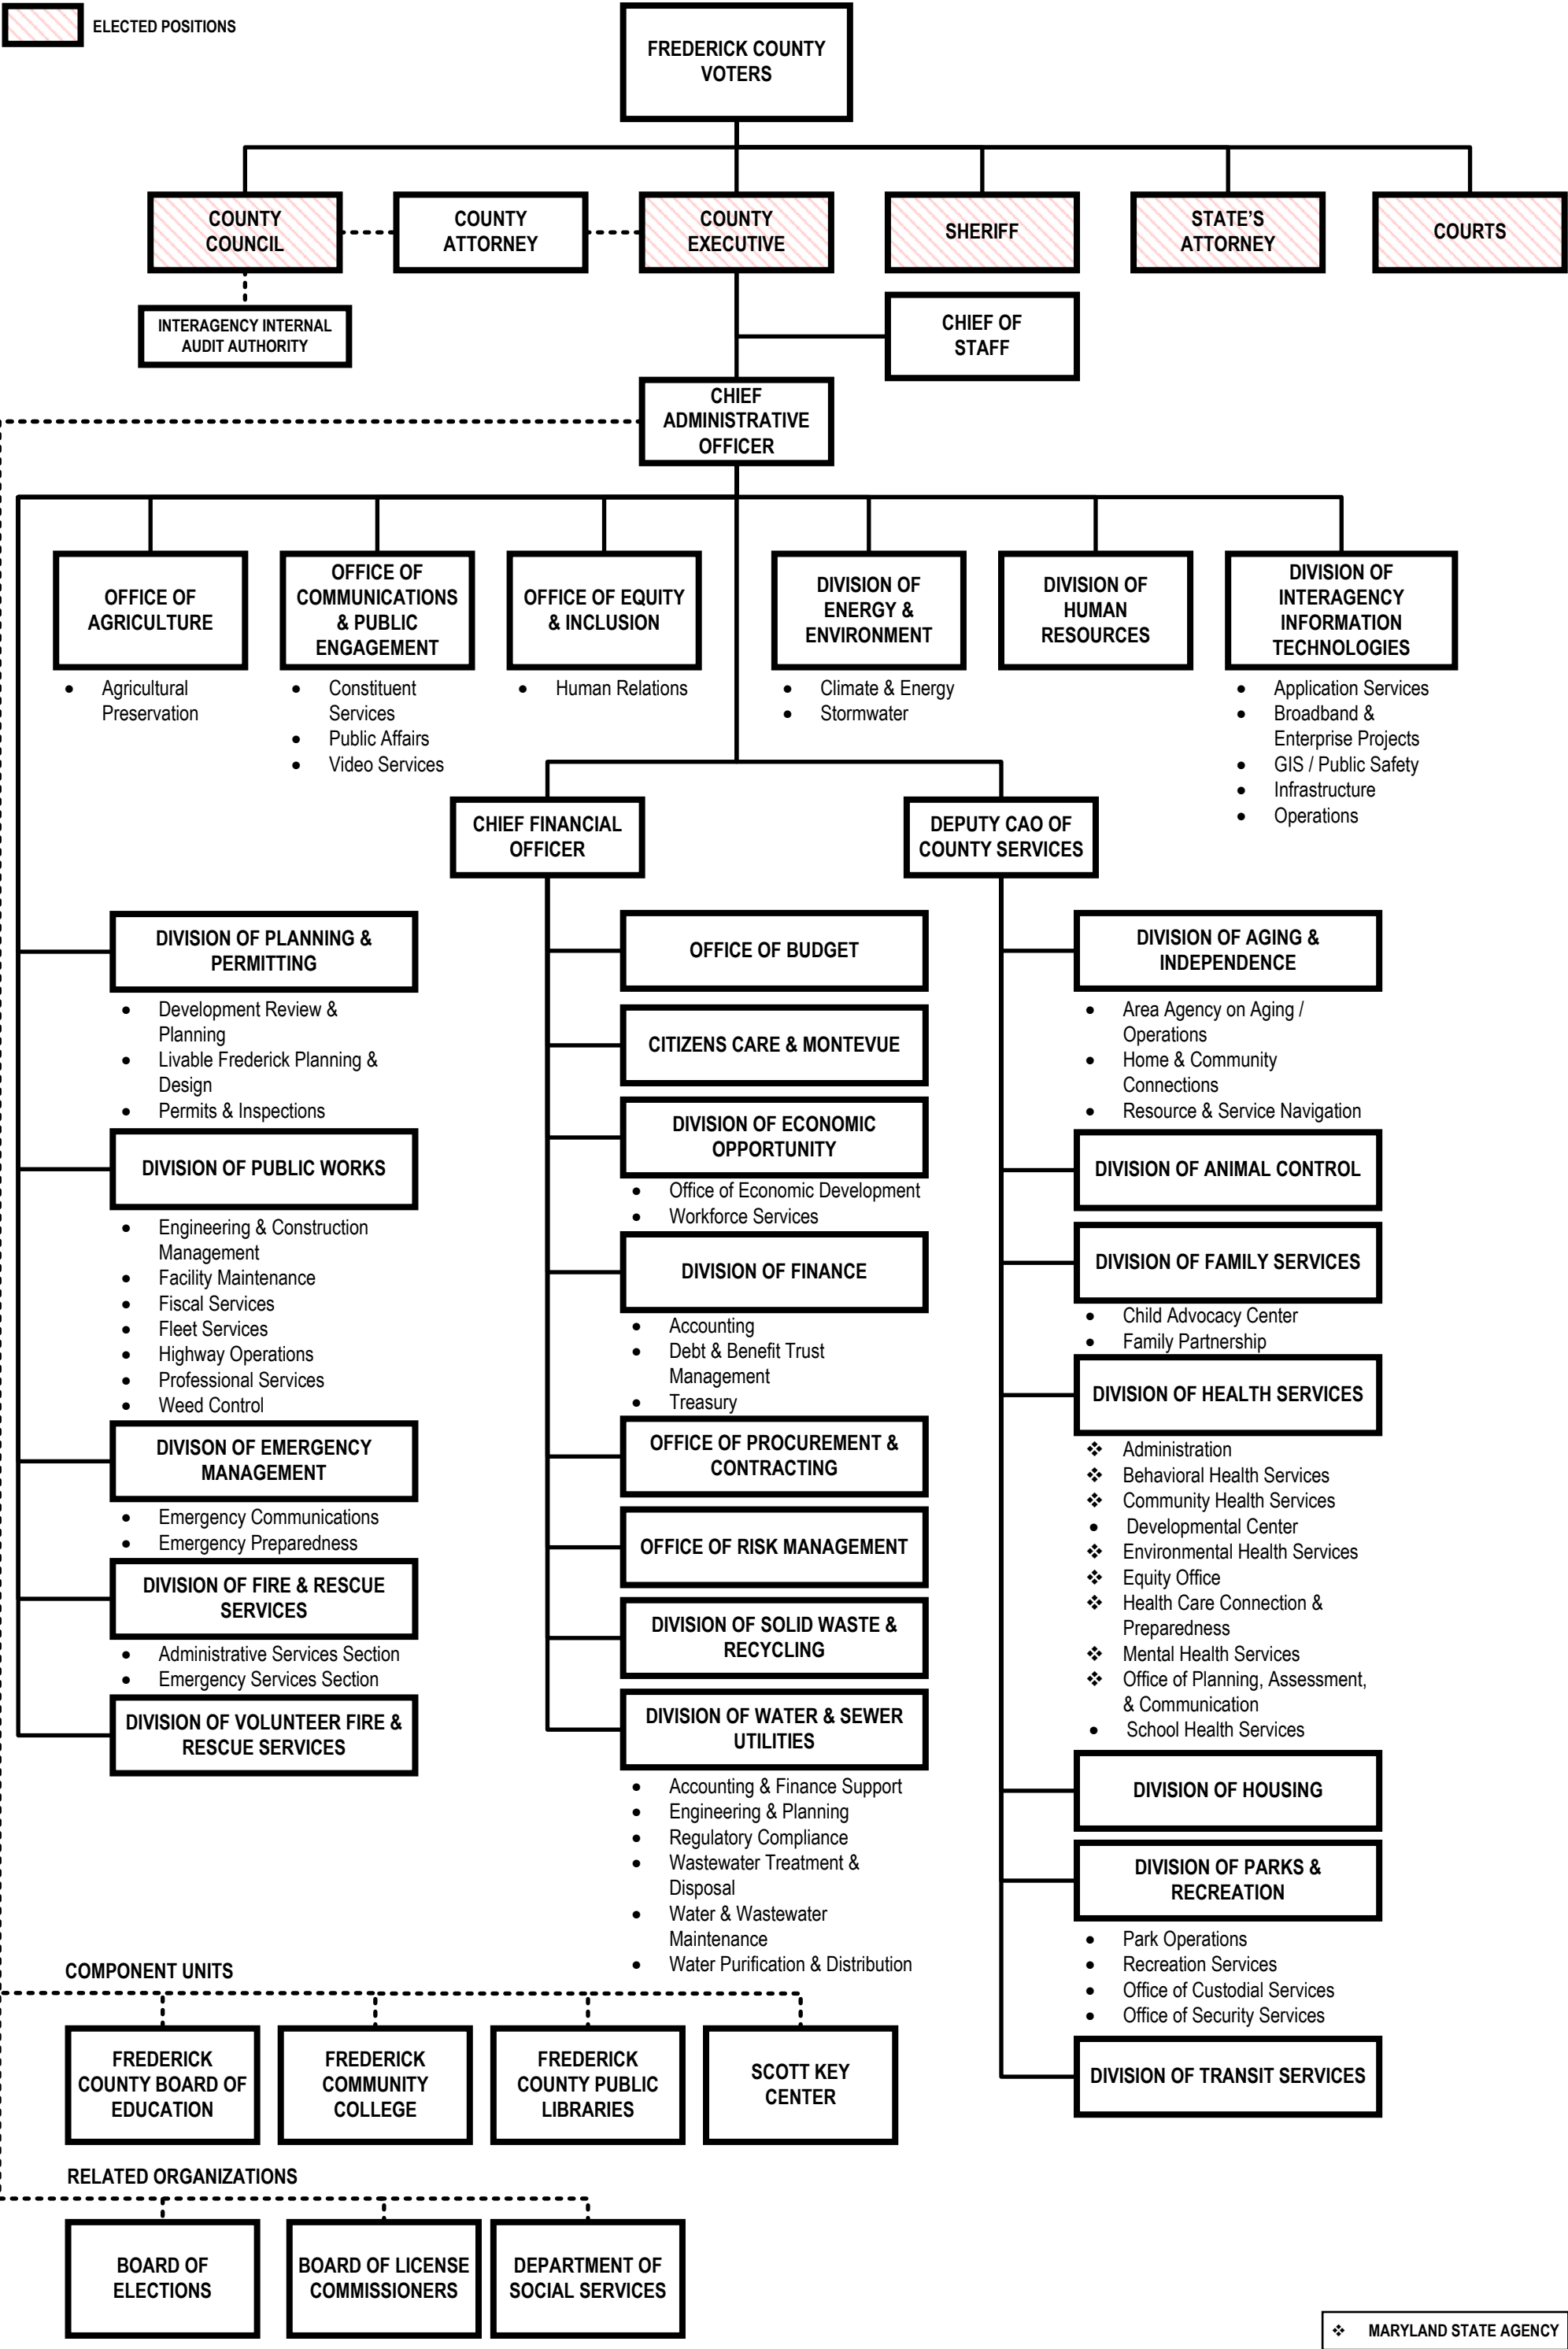 ELECTED POSITIONS
FREDERICK COUNTY
VOTERS
COUNTY
COUNCIL
COUNTY
ATTORNEY
COUNTY
EXECUTIVE
SHERIFF
STATE'S
ATTORNEY
COURTS
INTERAGENCY INTERNAL
AUDIT AUTHORITY
CHIEF OF
STAFF
CHIEF
ADMINISTRATIVE
OFFICER
OFFICE OF
AGRICULTURE
• Agricultural
Preservation
OFFICE OF
COMMUNICATIONS
& PUBLIC
ENGAGEMENT
• Constituent
Services
• Public Affairs
• Video Services
OFFICE OF EQUITY
& INCLUSION
• Human Relations
DIVISION OF
ENERGY &
ENVIRONMENT
• Climate & Energy
• Stormwater
DIVISION OF
HUMAN
RESOURCES
DIVISION OF
INTERAGENCY
INFORMATION
TECHNOLOGIES
• Application Services
• Broadband &
Enterprise Projects
• GIS / Public Safety
• Infrastructure
• Operations
CHIEF FINANCIAL
OFFICER
DEPUTY CAO OF
COUNTY SERVICES
DIVISION OF PLANNING &
PERMITTING
• Development Review &
Planning
• Livable Frederick Planning &
Design
• Permits & Inspections
DIVISION OF PUBLIC WORKS
• Engineering & Construction
Management
• Facility Maintenance
• Fiscal Services
• Fleet Services
• Highway Operations
• Professional Services
• Weed Control
DIVISON OF EMERGENCY
MANAGEMENT
• Emergency Communications
• Emergency Preparedness
DIVISION OF FIRE & RESCUE
SERVICES
• Administrative Services Section
• Emergency Services Section
DIVISION OF VOLUNTEER FIRE &
RESCUE SERVICES
OFFICE OF BUDGET
CITIZENS CARE & MONTEVUE
DIVISION OF ECONOMIC
OPPORTUNITY
• Office of Economic Development
• Workforce Services
DIVISION OF FINANCE
• Accounting
• Debt & Benefit Trust
Management
• Treasury
OFFICE OF PROCUREMENT &
CONTRACTING
OFFICE OF RISK MANAGEMENT
DIVISION OF SOLID WASTE &
RECYCLING
DIVISION OF WATER & SEWER
UTILITIES
• Accounting & Finance Support
• Engineering & Planning
• Regulatory Compliance
• Wastewater Treatment &
Disposal
• Water & Wastewater
Maintenance
• Water Purification & Distribution
DIVISION OF AGING &
INDEPENDENCE
• Area Agency on Aging /
Operations
• Home & Community
Connections
• Resource & Service Navigation
DIVISION OF ANIMAL CONTROL
DIVISION OF FAMILY SERVICES
• Child Advocacy Center
• Family Partnership
DIVISION OF HEALTH SERVICES
❖ Administration
❖ Behavioral Health Services
❖ Community Health Services
• Developmental Center
❖ Environmental Health Services
❖ Equity Office
❖ Health Care Connection &
Preparedness
❖ Mental Health Services
❖ Office of Planning, Assessment,
& Communication
• School Health Services
DIVISION OF HOUSING
DIVISION OF PARKS &
RECREATION
• Park Operations
• Recreation Services
• Office of Custodial Services
• Office of Security Services
DIVISION OF TRANSIT SERVICES
COMPONENT UNITS
FREDERICK
COUNTY BOARD OF
EDUCATION
FREDERICK
COMMUNITY
COLLEGE
FREDERICK
COUNTY PUBLIC
LIBRARIES
SCOTT KEY
CENTER
RELATED ORGANIZATIONS
BOARD OF
ELECTIONS
BOARD OF LICENSE
COMMISSIONERS
DEPARTMENT OF
SOCIAL SERVICES
❖ MARYLAND STATE AGENCY